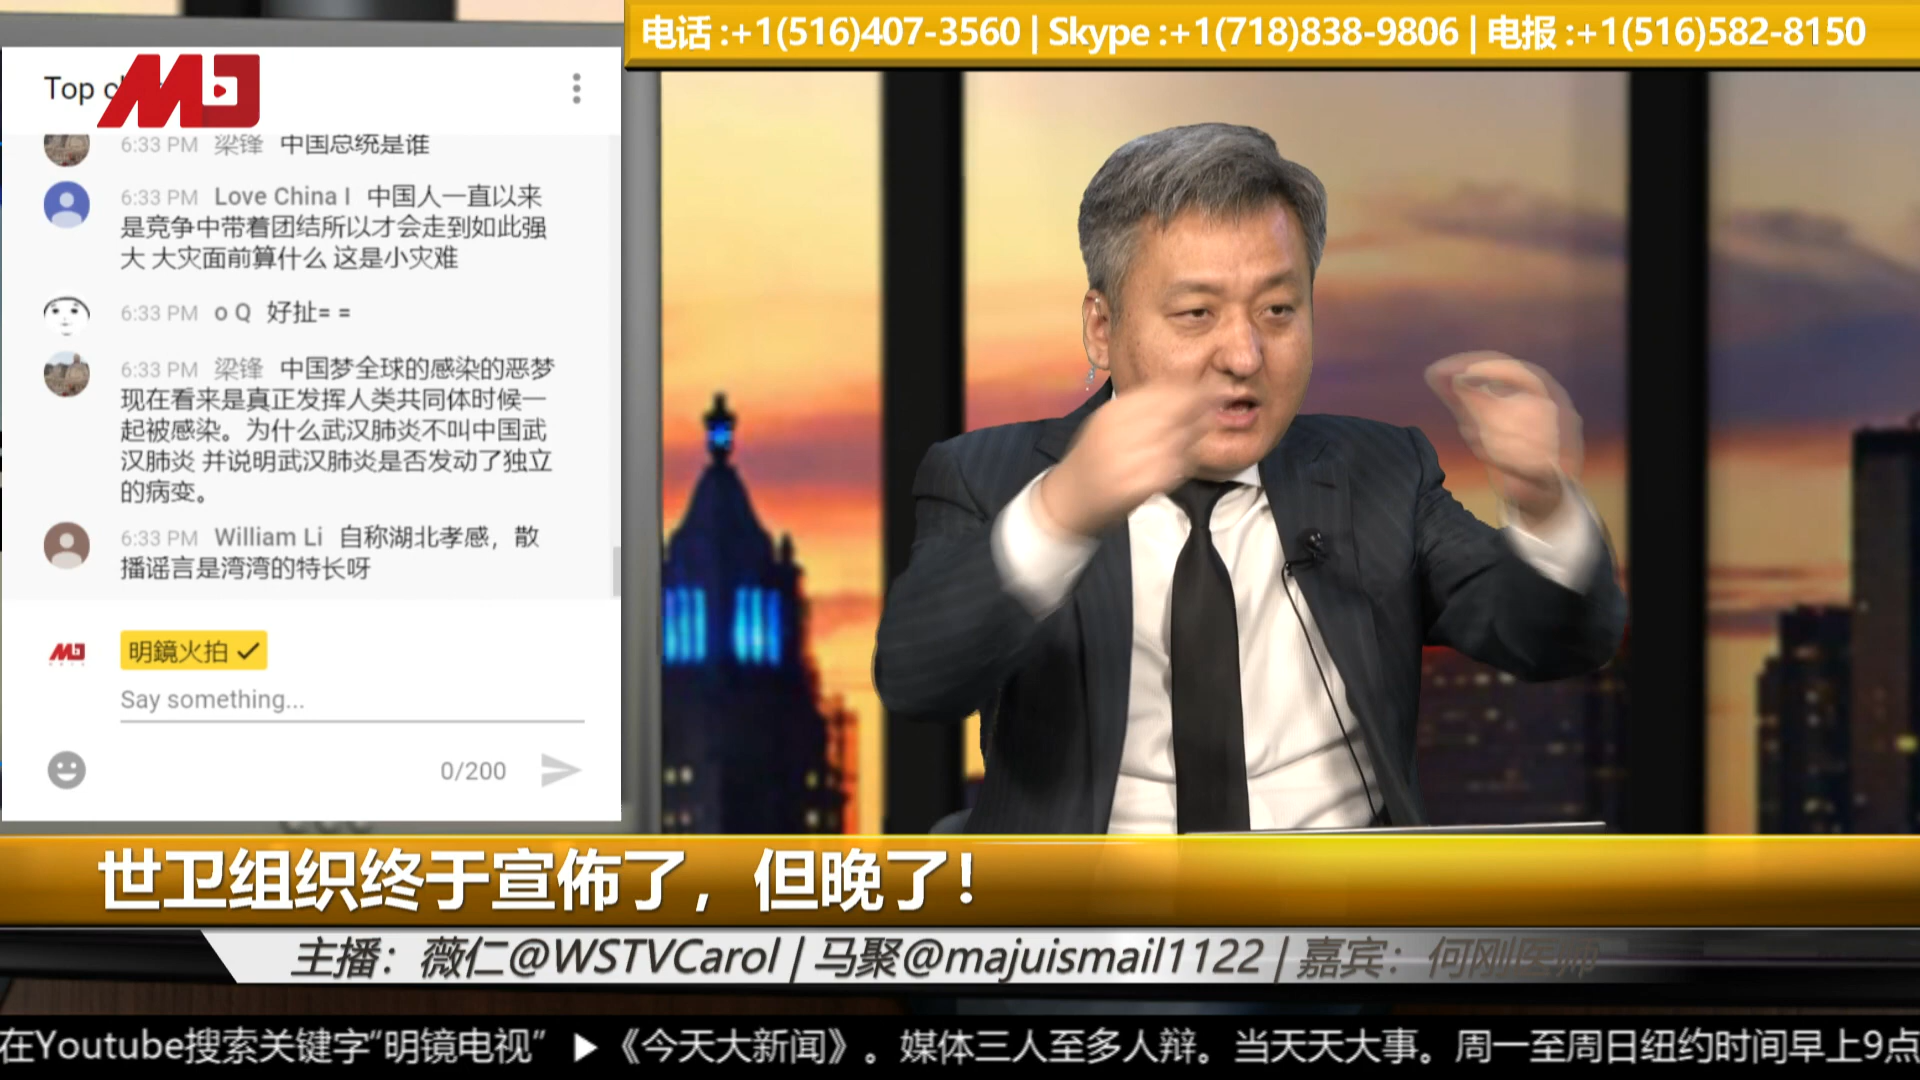 电话 :+1(516)407-3560 | Skype :+1(718)838-9806 | 电报 :+1(516)582-8150
Top
6:33 PM 梁锋 中国总统是谁
6:33 PM Love China I 中国人一直以来
是竞争中带着团结所以才会走到如此强
大 大灾面前算什么 这是小灾难
6:33 PM o Q 好扯= =
6:33 PM 梁锋 中国梦全球的感染的恶梦
现在看来是真正发挥人类共同体时候一
起被感染。为什么武汉肺炎不叫中国武
汉肺炎 并说明武汉肺炎是否发动了独立
的病变。
6:33 PM William Li 自称湖北孝感，散
播谣言是湾湾的特长呀
明鏡火拍
Say something...
0/200
世卫组织终于宣佈了，但晚了！
主播：薇仁@WSTVCarol | 马聚@majuismail1122 | 嘉宾：何刚医师
在Youtube搜索关键字"明镜电视" ▶《今天大新闻》。媒体三人至多人辩。当天天大事。周一至周日纽约时间早上9点